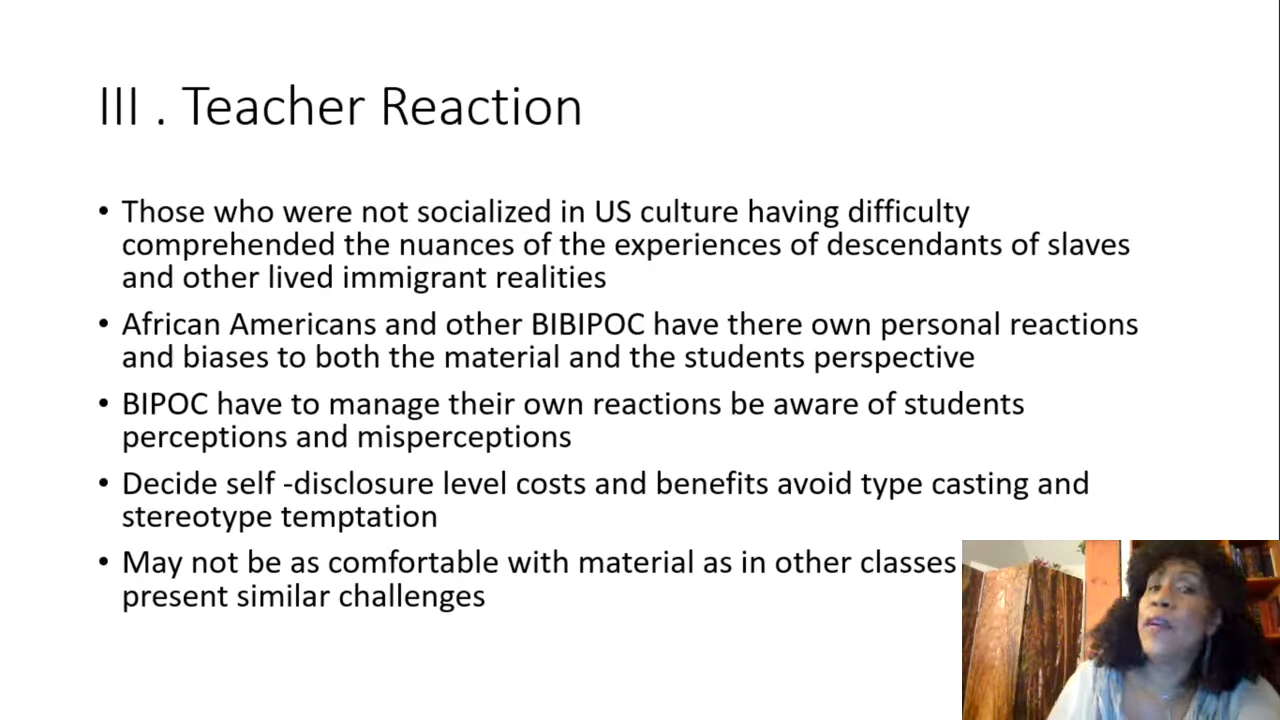 III . Teacher Reaction
• Those who were not socialized in US culture having difficulty
comprehended the nuances of the experiences of descendants of slaves
and other lived immigrant realities
• African Americans and other BIBIPOC have there own personal reactions
and biases to both the material and the students perspective
• BIPOC have to manage their own reactions be aware of students
perceptions and misperceptions
• Decide self -disclosure level costs and benefits avoid type casting and
stereotype temptation
• May not be as comfortable with material as in other classes
present similar challenges